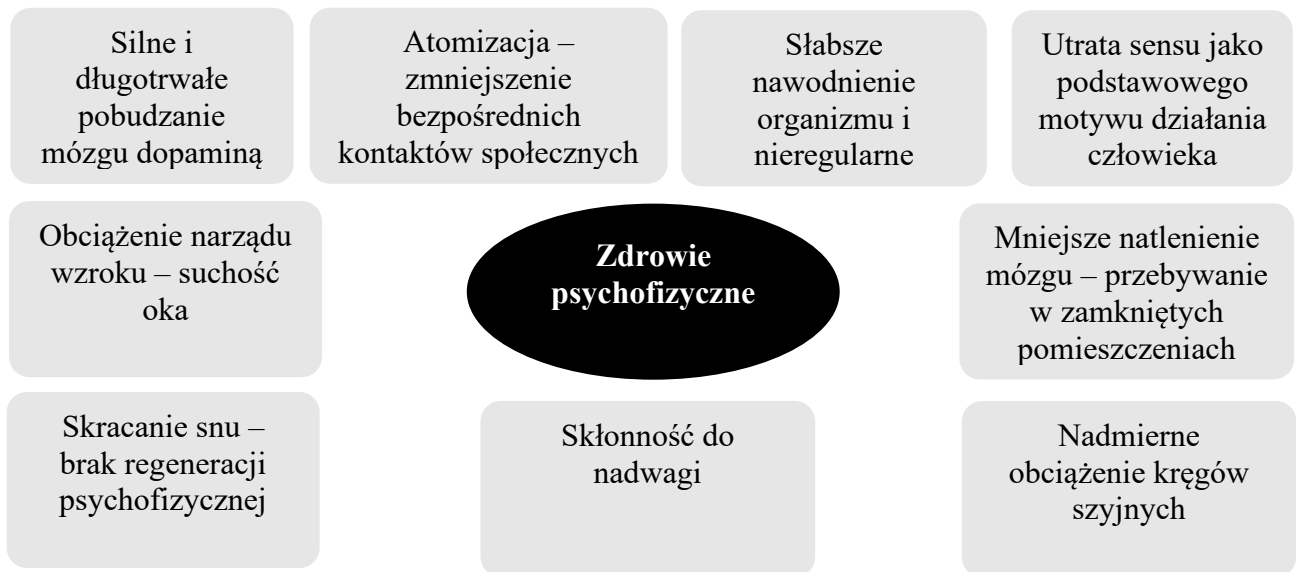 Silne i
długotrwałe
pobudzanie
mózgu dopaminą
Atomizacja –
zmniejszenie
bezpośrednich
kontaktów społecznych
Słabsze
nawodnienie
organizmu i
nieregularne
Utrata sensu jako
podstawowego
motywu działania
człowieka
Obciążenie narządu
wzroku – suchość
oka
Zdrowie
psychofizyczne
Mniejsze natlenienie
mózgu – przebywanie
w zamkniętych
pomieszczeniach
Skracanie snu –
brak regeneracji
psychofizycznej
Skłonność do
nadwagi
Nadmierne
obciążenie kręgów
szyjnych